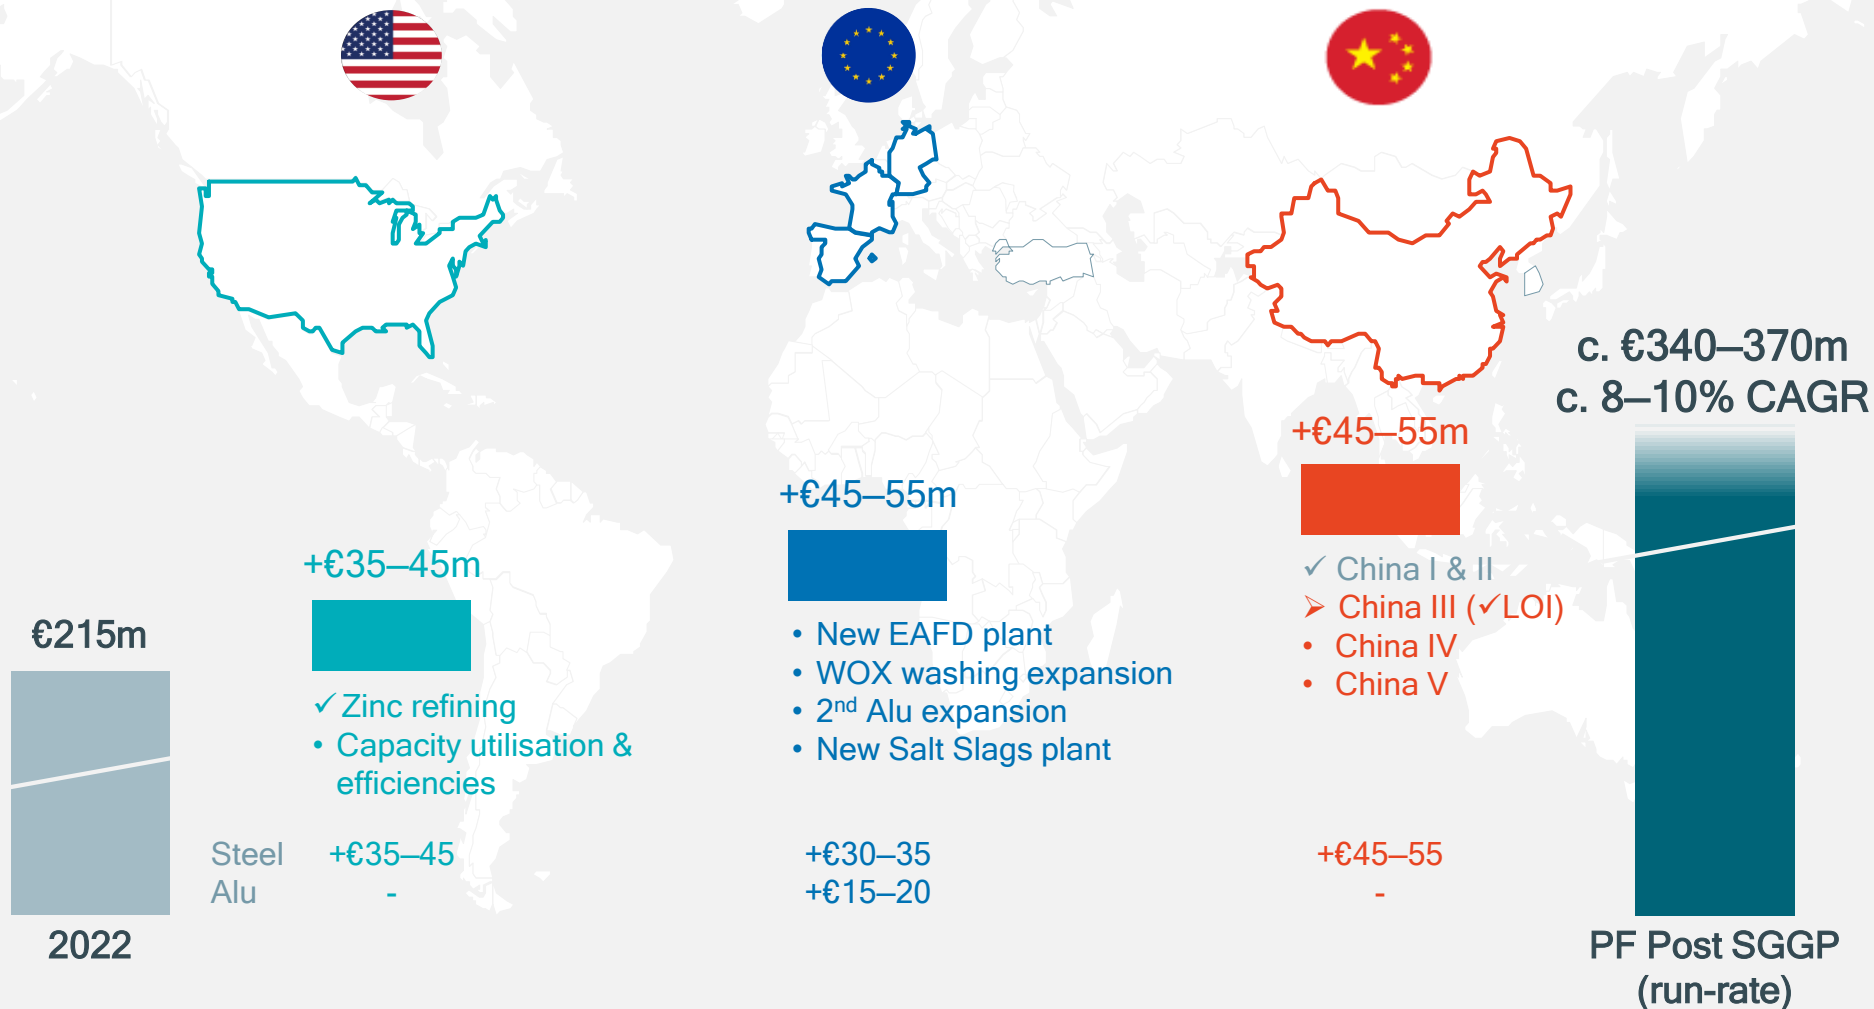 €215m
2022
+€35–45m
✓ Zinc refining
• Capacity utilisation &
efficiencies
+€45–55m
• New EAFD plant
• WOX washing expansion
• 2nd Alu expansion
• New Salt Slags plant
+€45–55m
✓ China I & II
➢ China III (✓LOI)
• China IV
• China V
c. €340–370m
c. 8–10% CAGR
PF Post SGGP
(run-rate)
Steel +€35–45 +€30–35 +€45–55
Alu - +€15–20 -